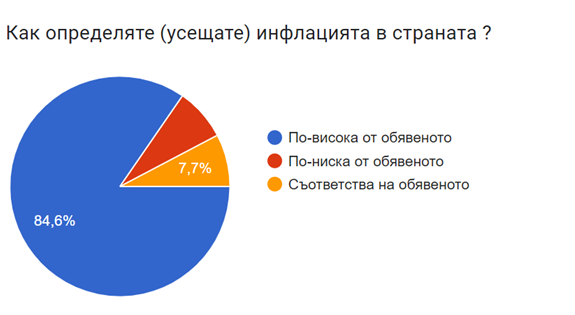 Как определяте (усещате) инфлацията в страната ?
По-висока от обявеното
По-ниска от обявеното
Съответства на обявеното
7,7%
84,6%